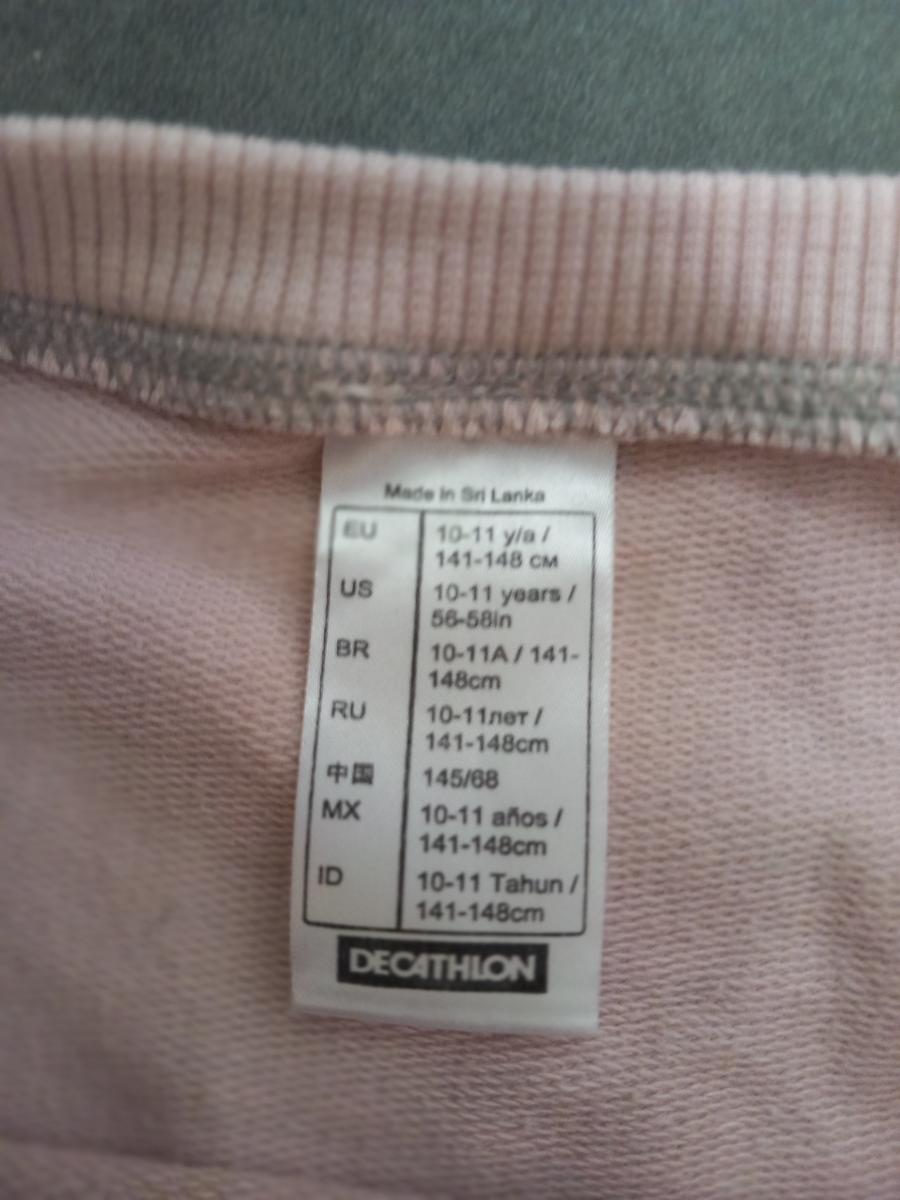 Made in Sri Lanka
EU 10-11 y/a /
141-148 см
US 10-11 years /
56-58in
BR 10-11A / 141-
148cm
RU 10-11лет /
141-148cm
中国 145/68
MX 10-11 años /
141-148cm
ID 10-11 Tahun /
141-148cm
DECATHLON